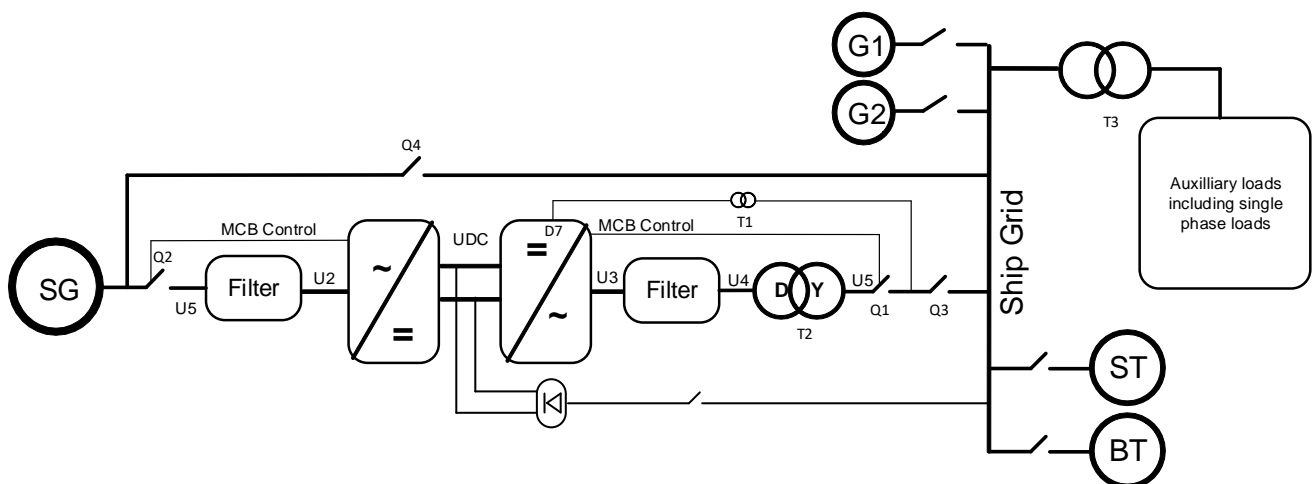 G1
G2
T3
Q4
Auxilliary loads
including single
phase loads
T1
MCB Control
UDC
D7
MCB Control
=
~
Ship Grid
SG
Q2
U5
Filter
U2
~
=
U3
Filter
U4
D
Y
T2
U5
Q1
Q3
ST
BT